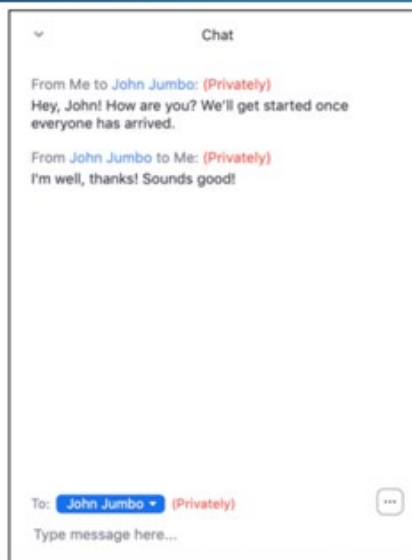 Chat
From Me to John Jumbo: (Privately)
Hey, John! How are you? We'll get started once
everyone has arrived.
From John Jumbo to Me: (Privately)
I'm well, thanks! Sounds good!
To: John Jumbo (Privately)
Type message here...